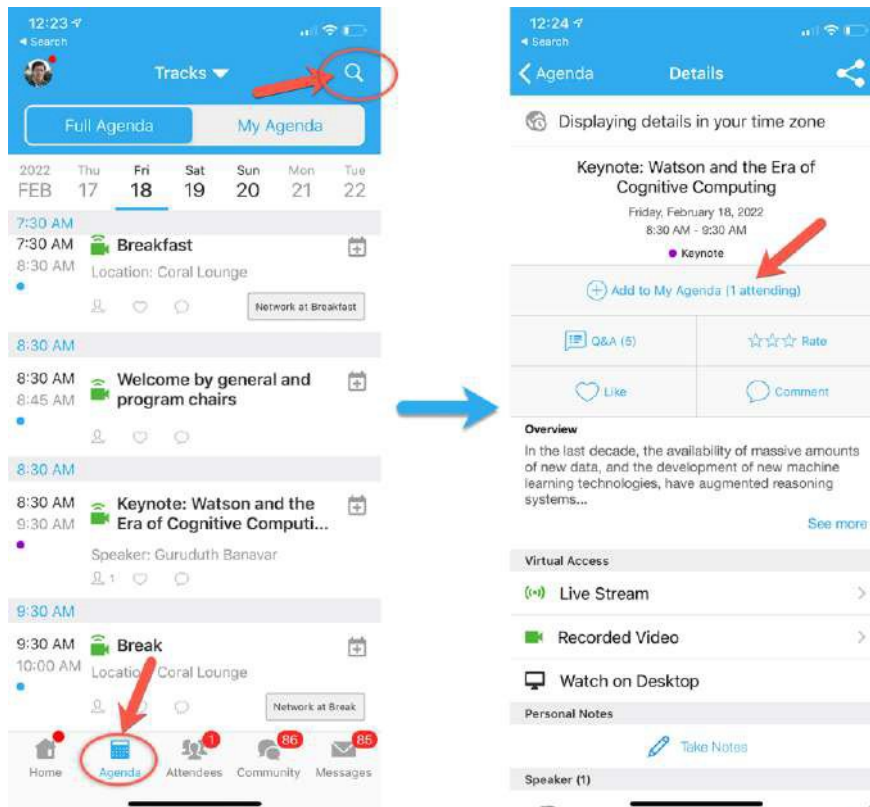 12:23
Search
Tracks
Full Agenda My Agenda
2022 Thu Fri Sat Sun Mon Tue
FEB 17 18 19 20 21 22
7:30 AM
7:30 AM Breakfast
8:30 AM Location: Coral Lounge
Network at Breakfast
8:30 AM
8:30 AM Welcome by general and
8:45 AM program chairs
8:30 AM
8:30 AM Keynote: Watson and the
9:30 AM Era of Cognitive Computi...
Speaker: Guruduth Banavar
1
9:30 AM
9:30 AM Break
10:00 AM Location: Coral Lounge
Network at Break
1 86 85
Home Agenda Attendees Community Messages
12:24
Search
Agenda Details
Displaying details in your time zone
Keynote: Watson and the Era of
Cognitive Computing
Friday, February 18, 2022
8:30 AM - 9:30 AM
Keynote
Add to My Agenda (1 attending)
Q&A (5) Rate
Like Comment
Overview
In the last decade, the availability of massive amounts
of new data, and the development of new machine
learning technologies, have augmented reasoning
systems...
See more
Virtual Access
Live Stream
Recorded Video
Watch on Desktop
Personal Notes
Take Notes
Speaker (1)